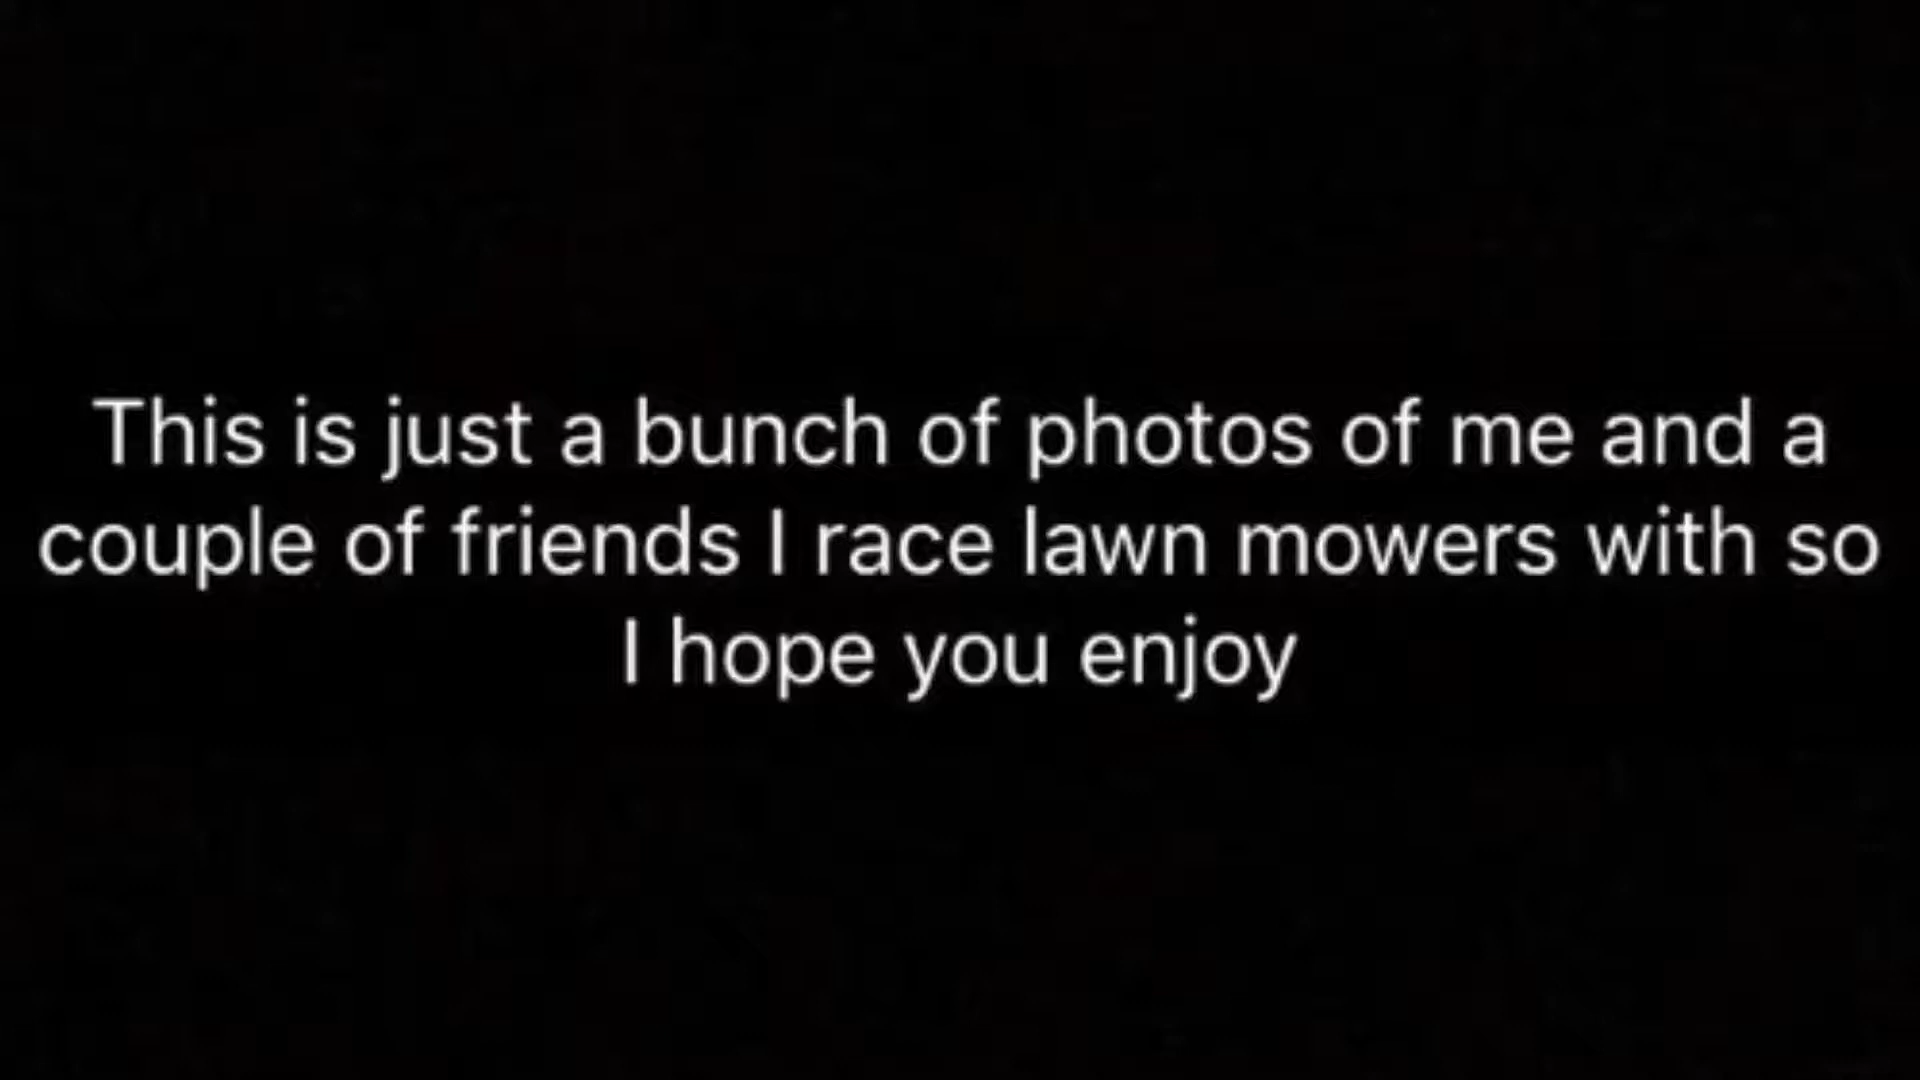 This is just a bunch of photos of me and a
couple of friends I race lawn mowers with so
I hope you enjoy